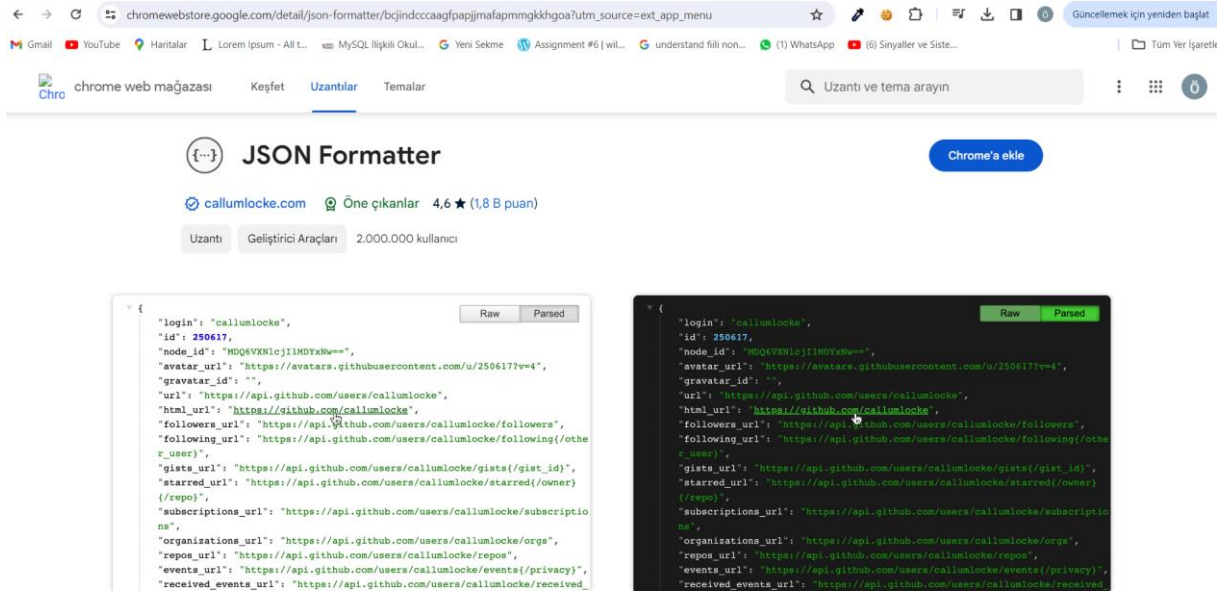 chromewebstore.google.com/detail/json-formatter/bcjindcccaagfpapjjmafapmmgkkhgoa?utm_source=ext_app_menu
ö
Güncellemek için yeniden başlat
Gmail YouTube Haritalar Lorem Ipsum - All t... MySQL İlişkili Okul... Yeni Sekme Assignment #6 | wil... understand fiili non... (1) WhatsApp (6) Sinyaller ve Siste... Tüm Yer İşaretle
Chro chrome web mağazası Keşfet Uzantılar Temalar Uzantı ve tema arayın ö
{···} JSON Formatter Chrome'a ekle
callumlocke.com Öne çıkanlar 4,6 ★ (1,8 B puan)
Uzantı Geliştirici Araçları 2.000.000 kullanıcı
{
Raw Parsed
"login": "callumlocke",
"id": 250617,
"node_id": "MDQ6VXNlcjI1MDYxNw==",
"avatar_url": "https://avatars.githubusercontent.com/u/250617?v=4",
"gravatar_id": "",
"url": "https://api.github.com/users/callumlocke",
"html_url": "https://github.com/callumlocke",
"followers_url": "https://api.github.com/users/callumlocke/followers",
"following_url": "https://api.github.com/users/callumlocke/following{/othe
r_user}",
"gists_url": "https://api.github.com/users/callumlocke/gists{/gist_id}",
"starred_url": "https://api.github.com/users/callumlocke/starred{/owner}
{/repo}",
"subscriptions_url": "https://api.github.com/users/callumlocke/subscriptio
ns",
"organizations_url": "https://api.github.com/users/callumlocke/orgs",
"repos_url": "https://api.github.com/users/callumlocke/repos",
"events_url": "https://api.github.com/users/callumlocke/events{/privacy}",
"received_events_url": "https://api.github.com/users/callumlocke/received_
{
Raw Parsed
"login": "callumlocke",
"id": 250617,
"node_id": "MDQ6VXNlcjI1MDYxNw==",
"avatar_url": "https://avatars.githubusercontent.com/u/250617?v=4",
"gravatar_id": "",
"url": "https://api.github.com/users/callumlocke",
"html_url": "https://github.com/callumlocke",
"followers_url": "https://api.github.com/users/callumlocke/followers",
"following_url": "https://api.github.com/users/callumlocke/following{/othe
r_user}",
"gists_url": "https://api.github.com/users/callumlocke/gists{/gist_id}",
"starred_url": "https://api.github.com/users/callumlocke/starred{/owner}
{/repo}",
"subscriptions_url": "https://api.github.com/users/callumlocke/subscriptio
ns",
"organizations_url": "https://api.github.com/users/callumlocke/orgs",
"repos_url": "https://api.github.com/users/callumlocke/repos",
"events_url": "https://api.github.com/users/callumlocke/events{/privacy}",
"received_events_url": "https://api.github.com/users/callumlocke/received_